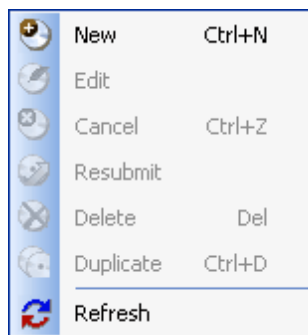 New Ctrl+N
Edit
Cancel Ctrl+Z
Resubmit
Delete Del
Duplicate Ctrl+D
Refresh